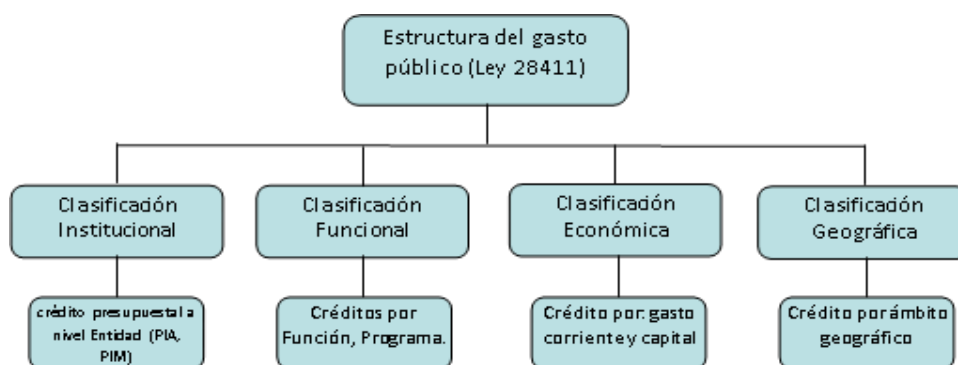 Estructura del gasto
público (Ley 28411)
Clasificación
Institucional
Clasificación
Funcional
Clasificación
Económica
Clasificación
Geográfica
crédito presupuestal a
nivel Entidad (PIA,
PIM)
Créditos por
Función, Programa.
Crédito por: gasto
corriente y capital
Crédito por ámbito
geográfico